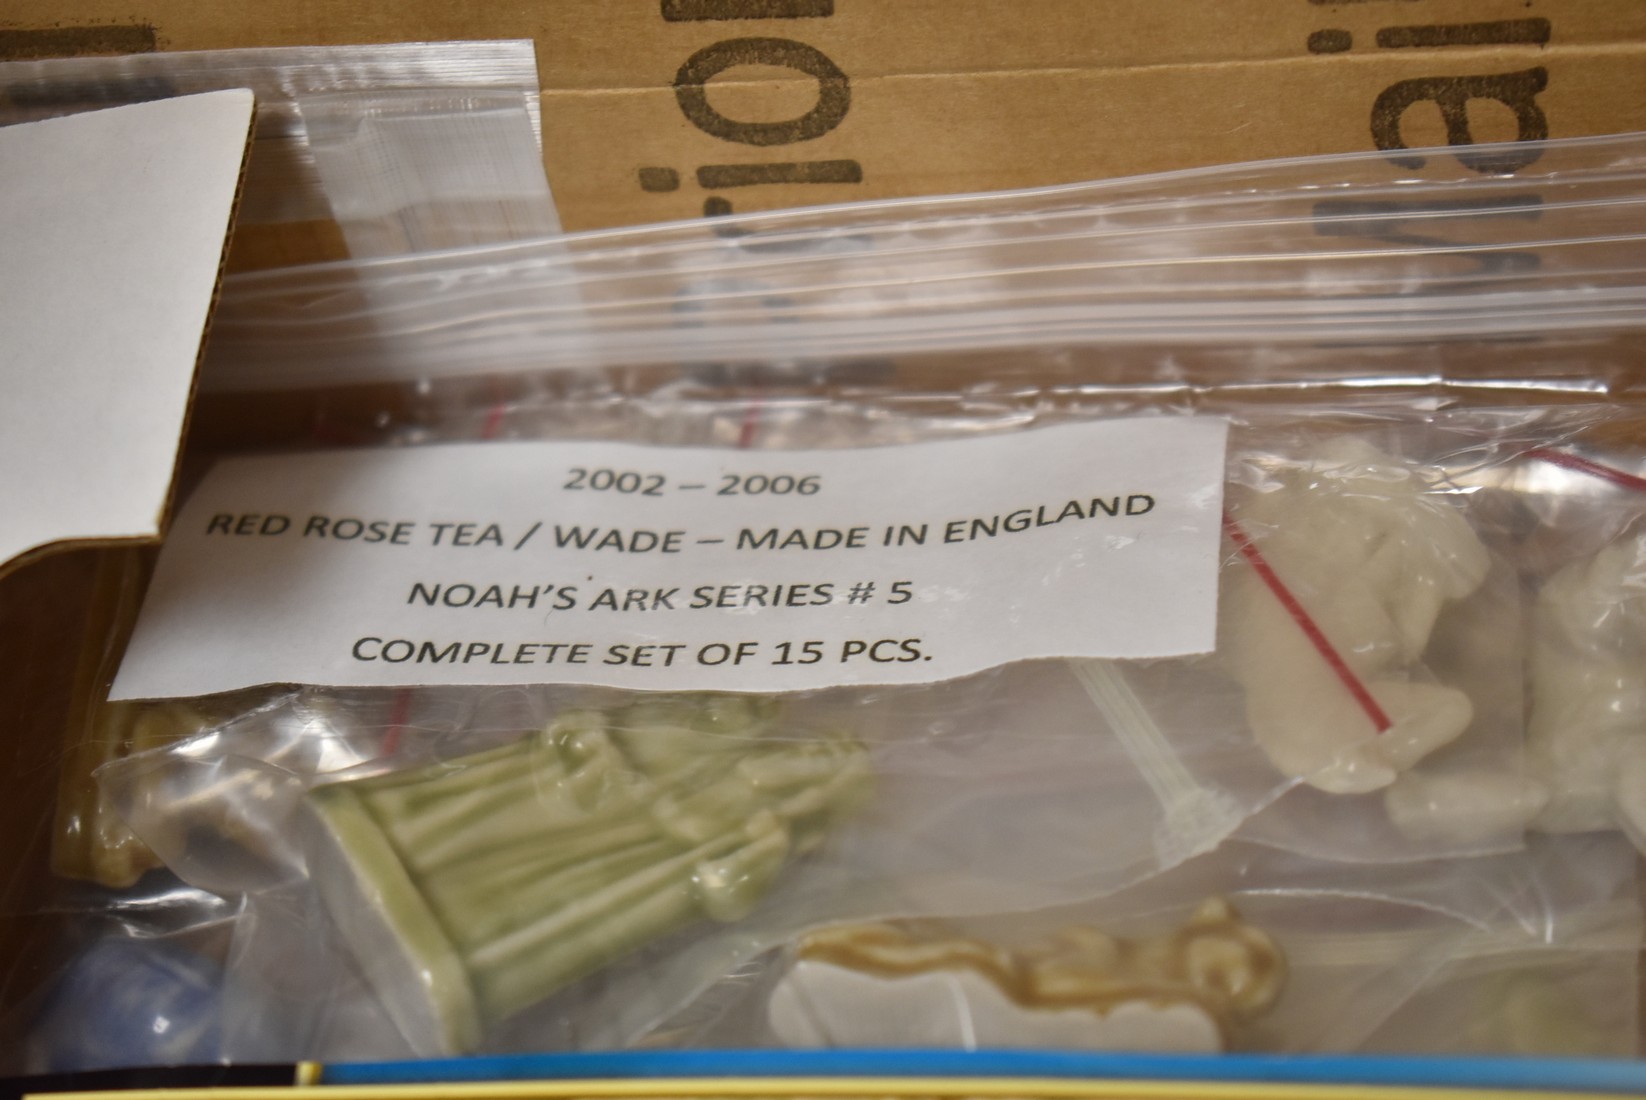 2002 – 2006
RED ROSE TEA / WADE – MADE IN ENGLAND
NOAH'S ARK SERIES # 5
COMPLETE SET OF 15 PCS.